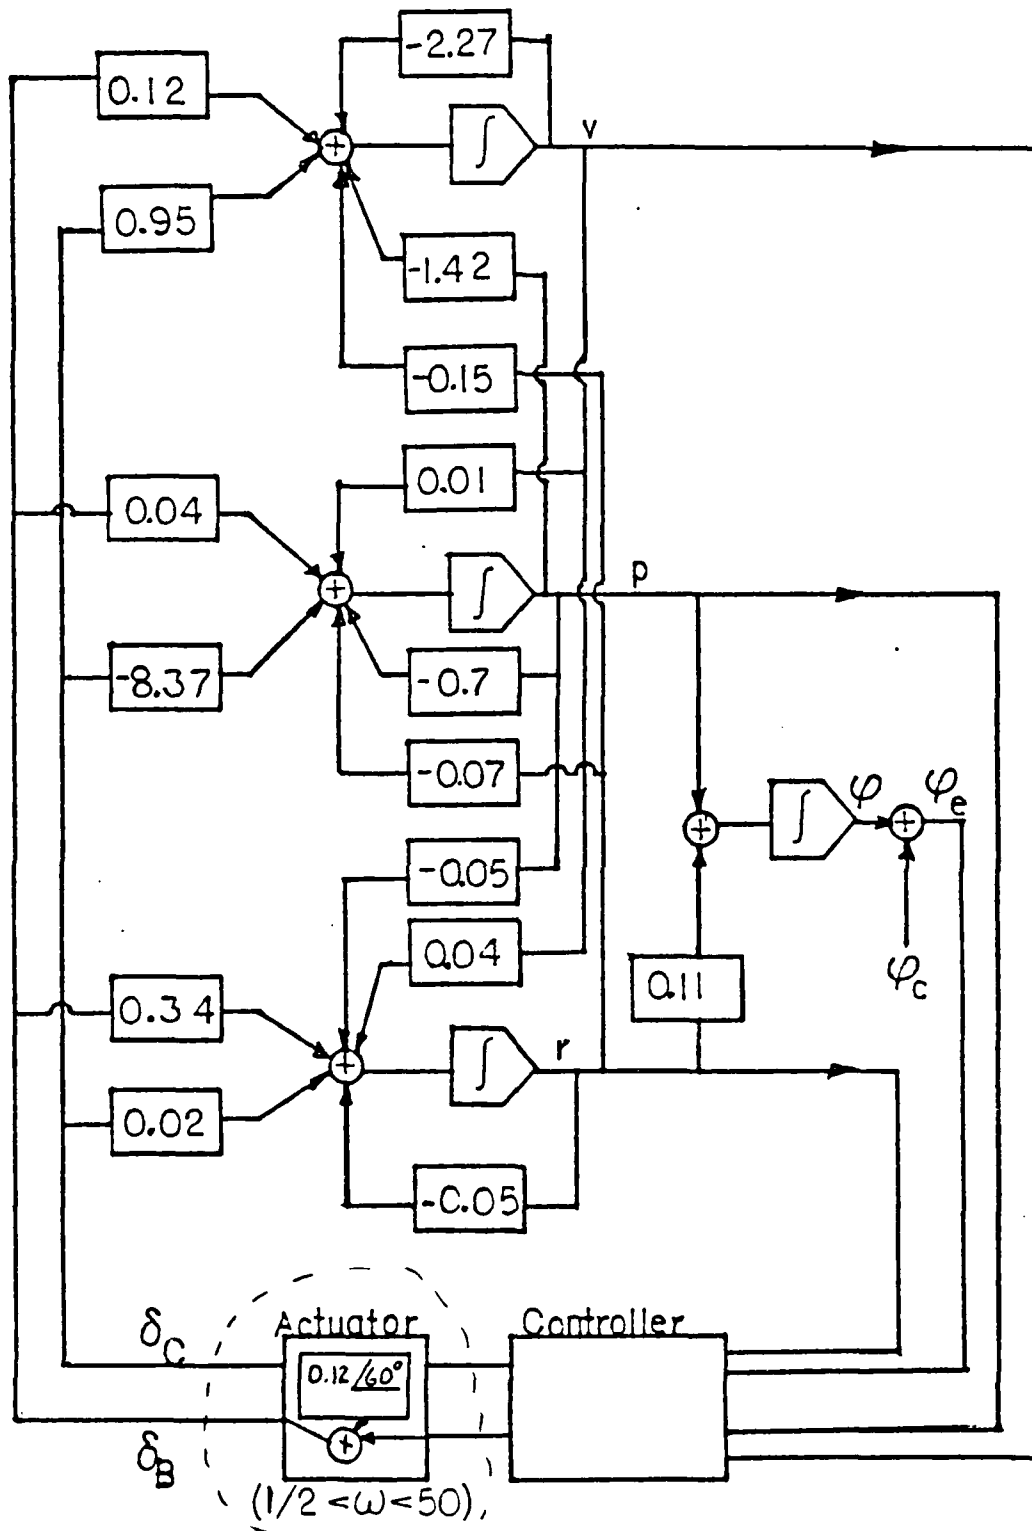 -2.27
0.12
∫
v
0.95
-1.42
-0.15
0.01
0.04
∫
p
-8.37
-0.7
-0.07
∫
φ
φe
-0.05
0.04
0.11
φc
0.34
∫
r
0.02
-0.05
δC
Actuator
Controller
0.12 /60°
δB
(1/2 < ω < 50),